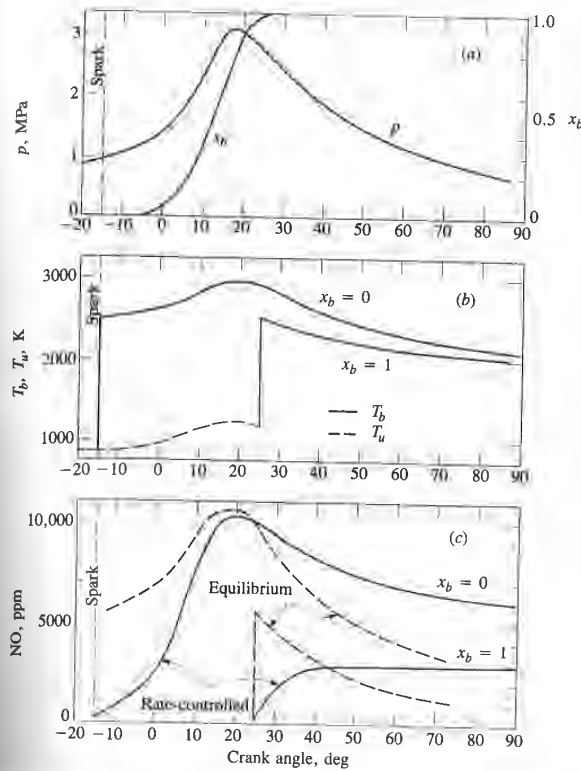 3
2
1
0
p, MPa
Spark
(a)
x_b
p
1.0
0.5
0
x_b
−20 −10 0 10 20 30 40 50 60 70 80 90
3000
2000
1000
T_b, T_u, K
Spark
x_b = 0
(b)
x_b = 1
T_b
T_u
−20 −10 0 10 20 30 40 50 60 70 80 90
10,000
5000
0
NO, ppm
Spark
(c)
x_b = 0
Equilibrium
x_b = 1
Rate-controlled
−20 −10 0 10 20 30 40 50 60 70 80 90
Crank angle, deg